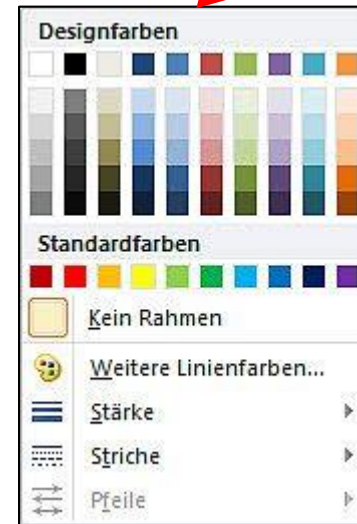 Designfarben
Standardfarben
Kein Rahmen
Weitere Linienfarben...
Stärke
Striche
Pfeile